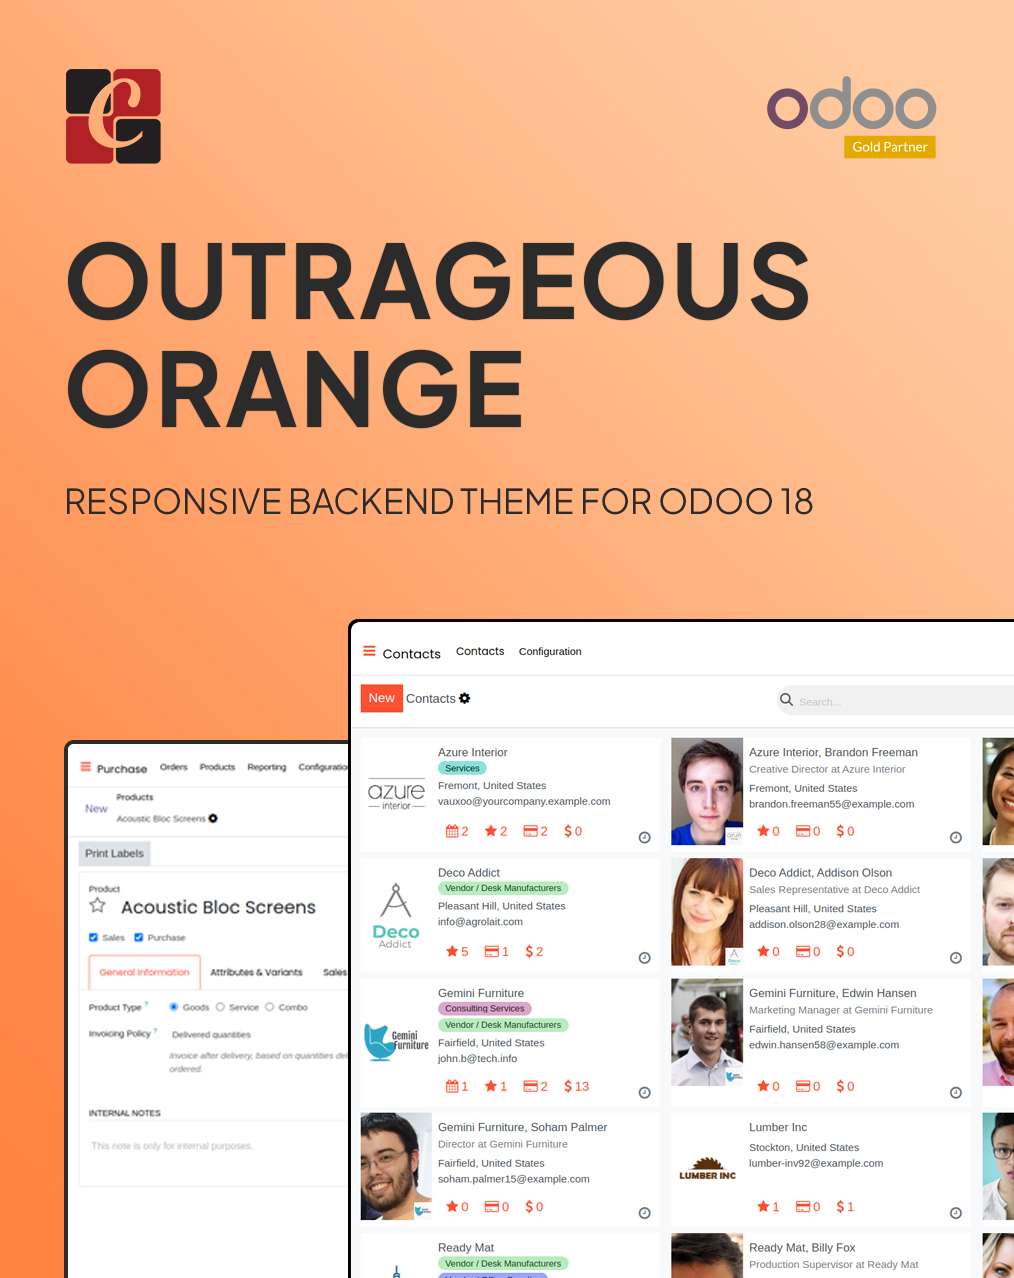 C
odoo
Gold Partner
OUTRAGEOUS
ORANGE
RESPONSIVE BACKEND THEME FOR ODOO 18
Contacts Contacts Configuration
New Contacts Search...
Azure Interior
Services
Fremont, United States
vauxoo@yourcompany.example.com
2 2 2 $ 0
azure
interior
Azure Interior, Brandon Freeman
Creative Director at Azure Interior
Fremont, United States
brandon.freeman55@example.com
0 0 $ 0
Deco Addict
Vendor / Desk Manufacturers
Pleasant Hill, United States
info@agrolait.com
5 1 $ 2
Deco
Addict
Deco Addict, Addison Olson
Sales Representative at Deco Addict
Pleasant Hill, United States
addison.olson28@example.com
0 0 $ 0
Deco
Gemini Furniture
Consulting Services
Vendor / Desk Manufacturers
Fairfield, United States
john.b@tech.info
1 1 2 $ 13
Gemini
Furniture
Gemini Furniture, Edwin Hansen
Marketing Manager at Gemini Furniture
Fairfield, United States
edwin.hansen58@example.com
0 0 $ 0
Gemini Furniture, Soham Palmer
Director at Gemini Furniture
Fairfield, United States
soham.palmer15@example.com
0 0 $ 0
Lumber Inc
Stockton, United States
lumber-inv92@example.com
1 0 $ 1
LUMBER INC
Ready Mat
Vendor / Desk Manufacturers
Ready Mat, Billy Fox
Production Supervisor at Ready Mat
Purchase Orders Products Reporting Configuratio
New Products
Acoustic Bloc Screens
Print Labels
Product
Acoustic Bloc Screens
Sales Purchase
General Information Attributes & Variants Sales
Product Type ? Goods Service Combo
Invoicing Policy ? Delivered quantities
Invoice after delivery, based on quantities del
ordered.
INTERNAL NOTES
This note is only for internal purposes.